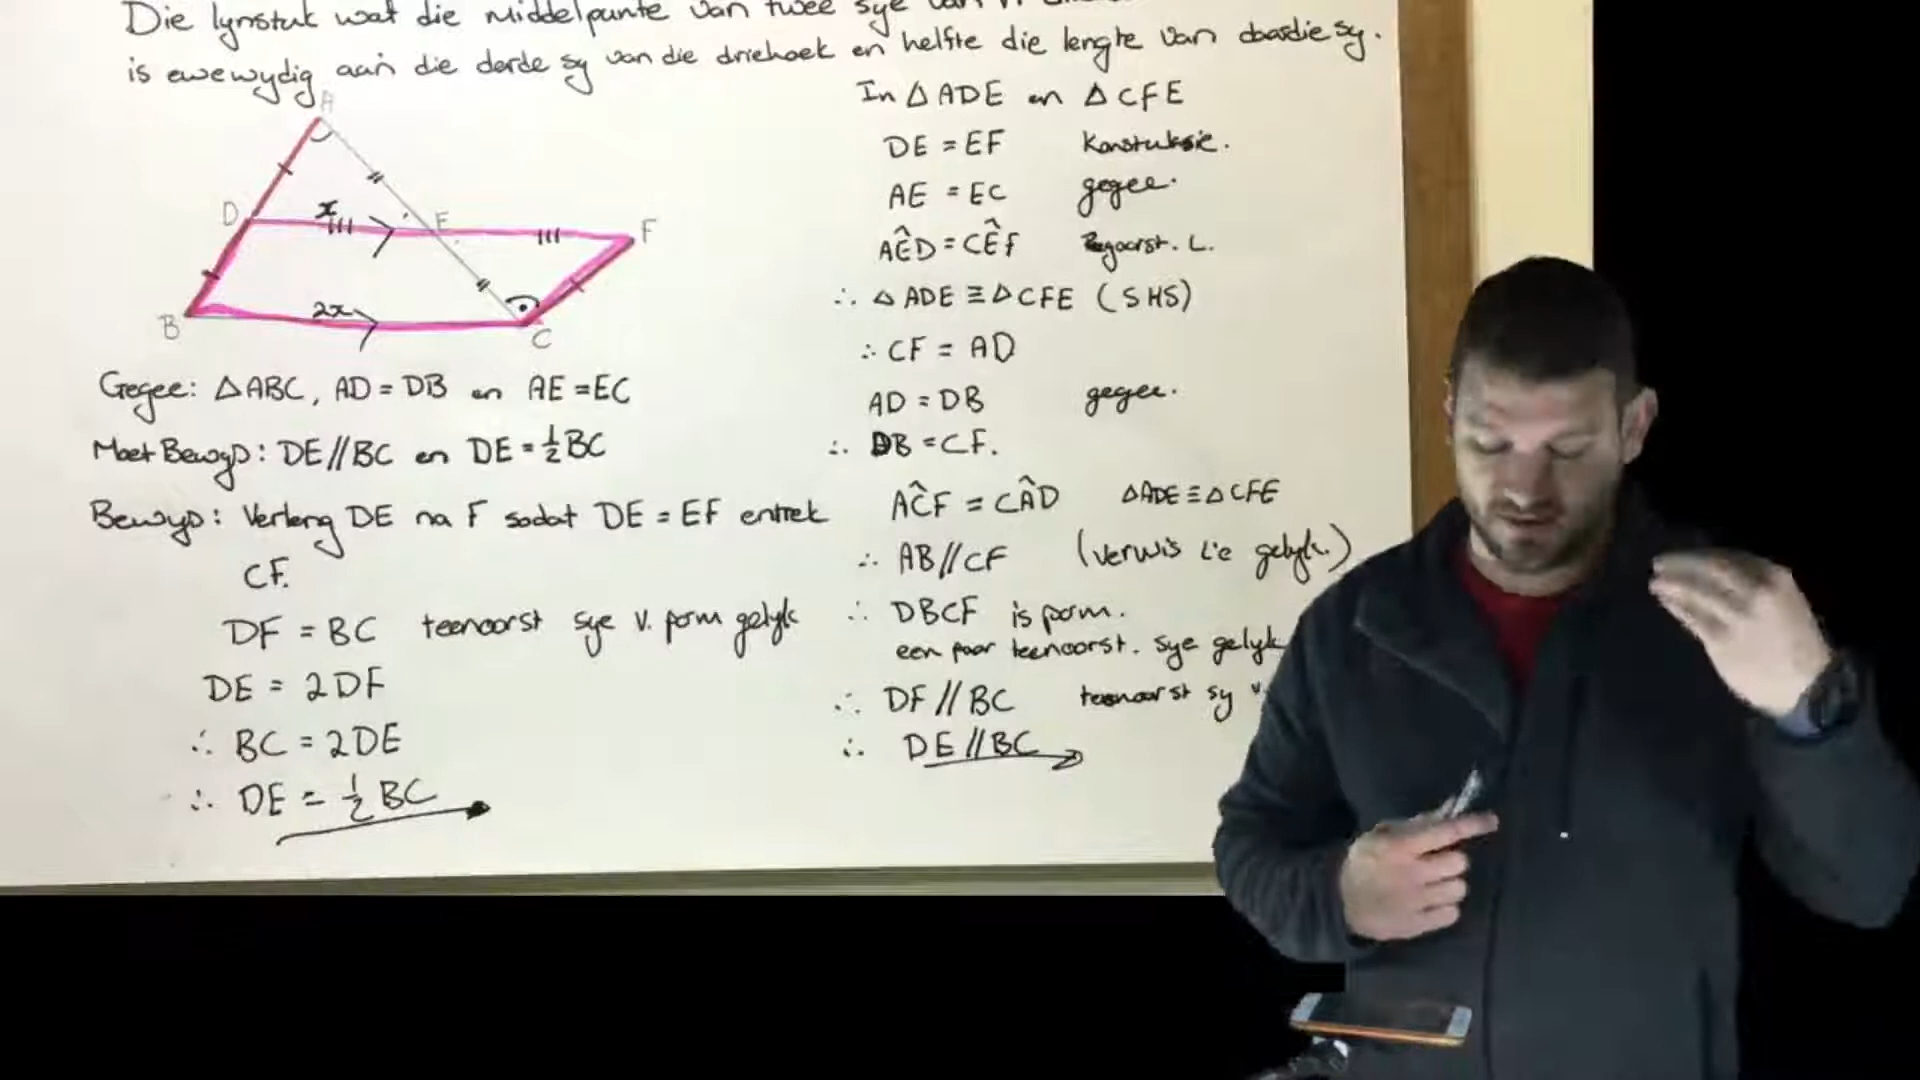 Die lynstuk wat die middelpunte van twee sye van 'n
is ewewydig aan die derde sy van die driehoek en helfte die lengte van daardie sy.
A
D
x
E
F
B
2x
C
Gegee: △ABC, AD = DB en AE = EC
Moet Bewys: DE//BC en DE = ½BC
Bewys: Verleng DE na F sodat DE = EF en trek
CF.
DF = BC teenoorst sye v. parm gelyk
DE = 2DF
∴ BC = 2DE
∴ DE = ½ BC
In △ADE en △CFE
DE = EF Konstuksie.
AE = EC gegee.
AÊD = CÊF Regoorst. L.
∴ △ADE ≡ △CFE (SHS)
∴ CF = AD
AD = DB gegee.
∴ DB = CF.
AĈF = CÂD △ADE ≡ △CFE
∴ AB//CF (verwis L'e gelyk.)
∴ DBCF is parm.
een paar teenoorst. sye gelyk
∴ DF//BC teenoorst sy v
∴ DE//BC